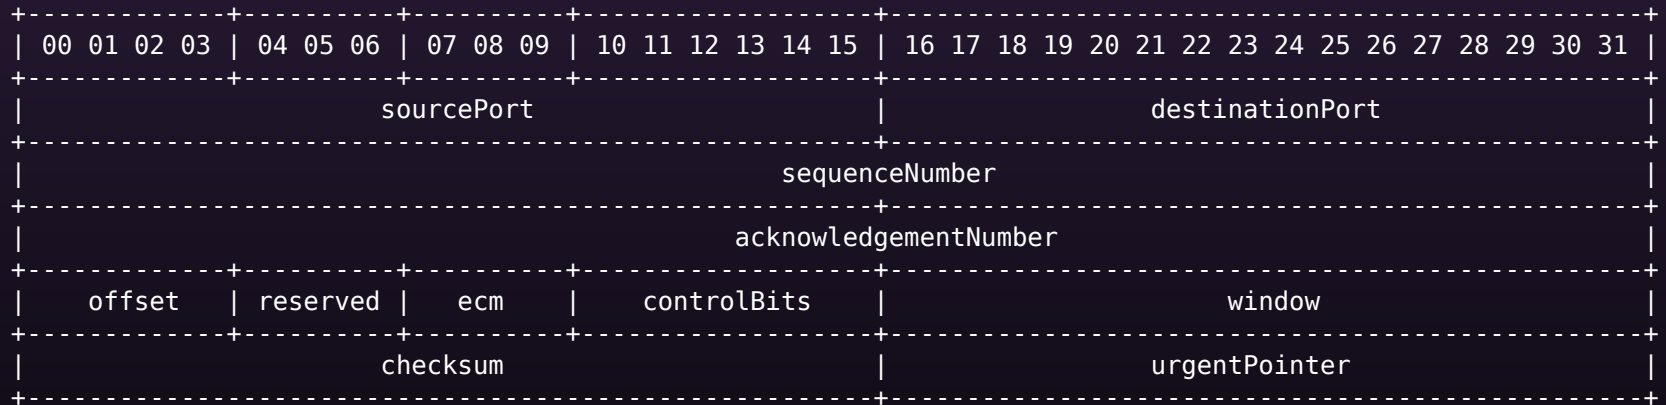 +-------------+----------+----------+-------------------+-------------------------------------------------+
| 00 01 02 03 | 04 05 06 | 07 08 09 | 10 11 12 13 14 15 | 16 17 18 19 20 21 22 23 24 25 26 27 28 29 30 31 |
+-------------+----------+----------+-------------------+-------------------------------------------------+
|                       sourcePort                      |                 destinationPort                 |
+-------------------------------------------------------+-------------------------------------------------+
|                                                 sequenceNumber                                          |
+-------------------------------------------------------+-------------------------------------------------+
|                                              acknowledgementNumber                                      |
+-------------+----------+----------+-------------------+-------------------------------------------------+
|    offset   | reserved |   ecm    |    controlBits    |                      window                     |
+-------------+----------+----------+-------------------+-------------------------------------------------+
|                       checksum                        |                 urgentPointer                   |
+-------------------------------------------------------+-------------------------------------------------+